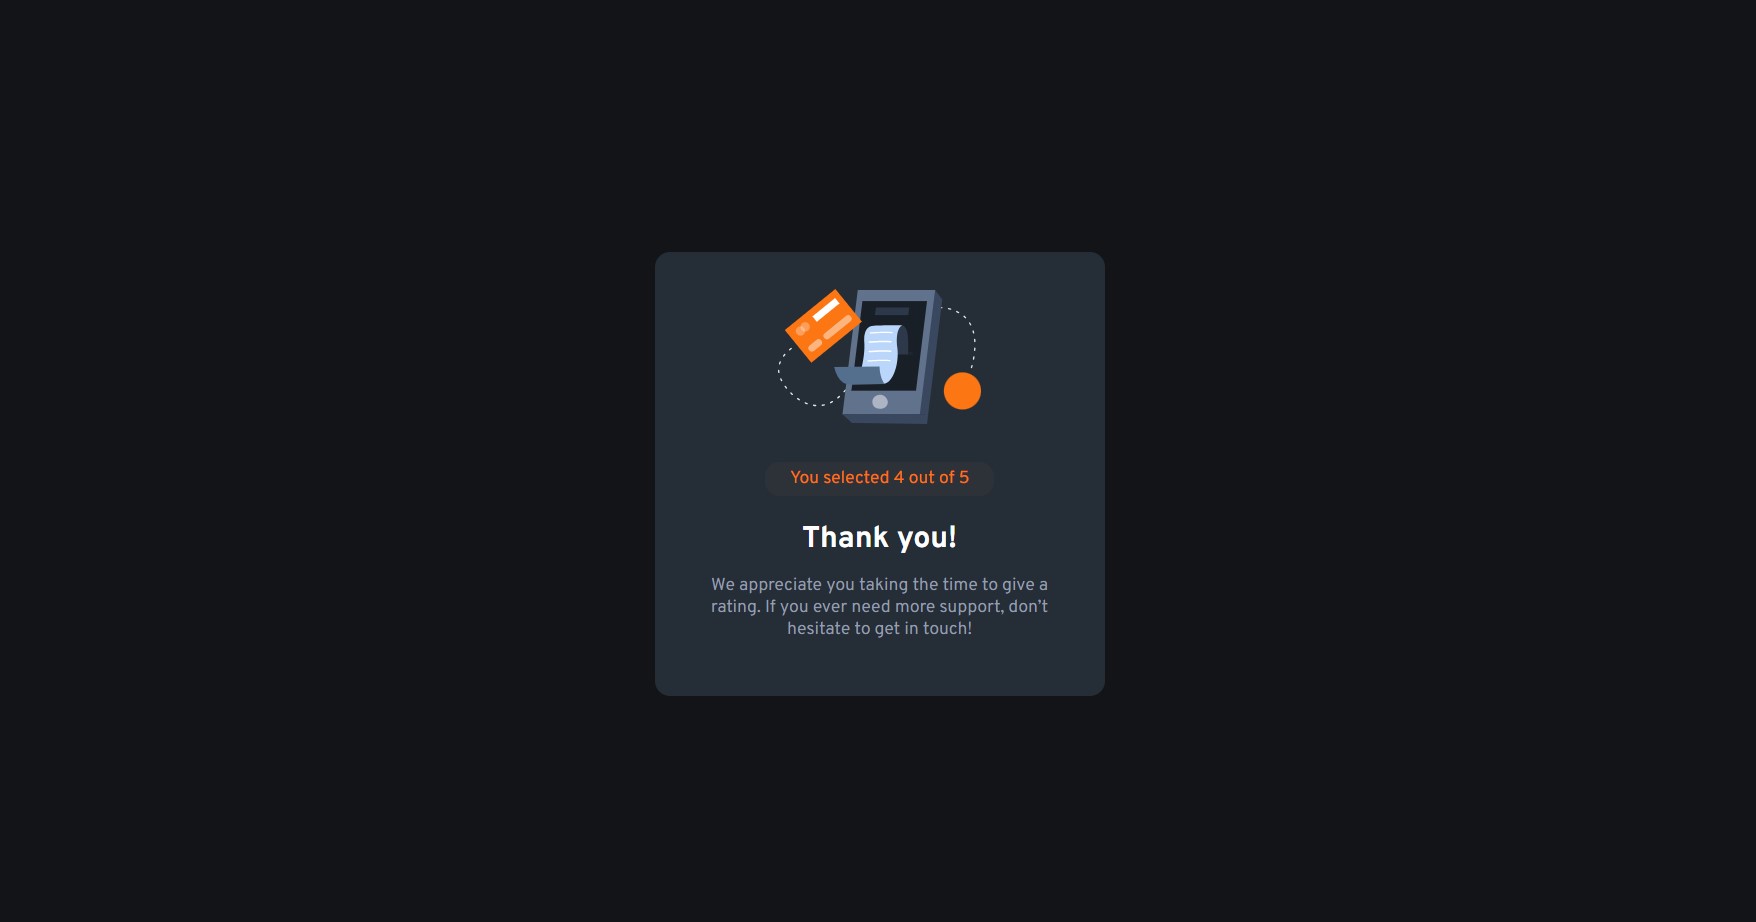 You selected 4 out of 5
Thank you!
We appreciate you taking the time to give a
rating. If you ever need more support, don’t
hesitate to get in touch!